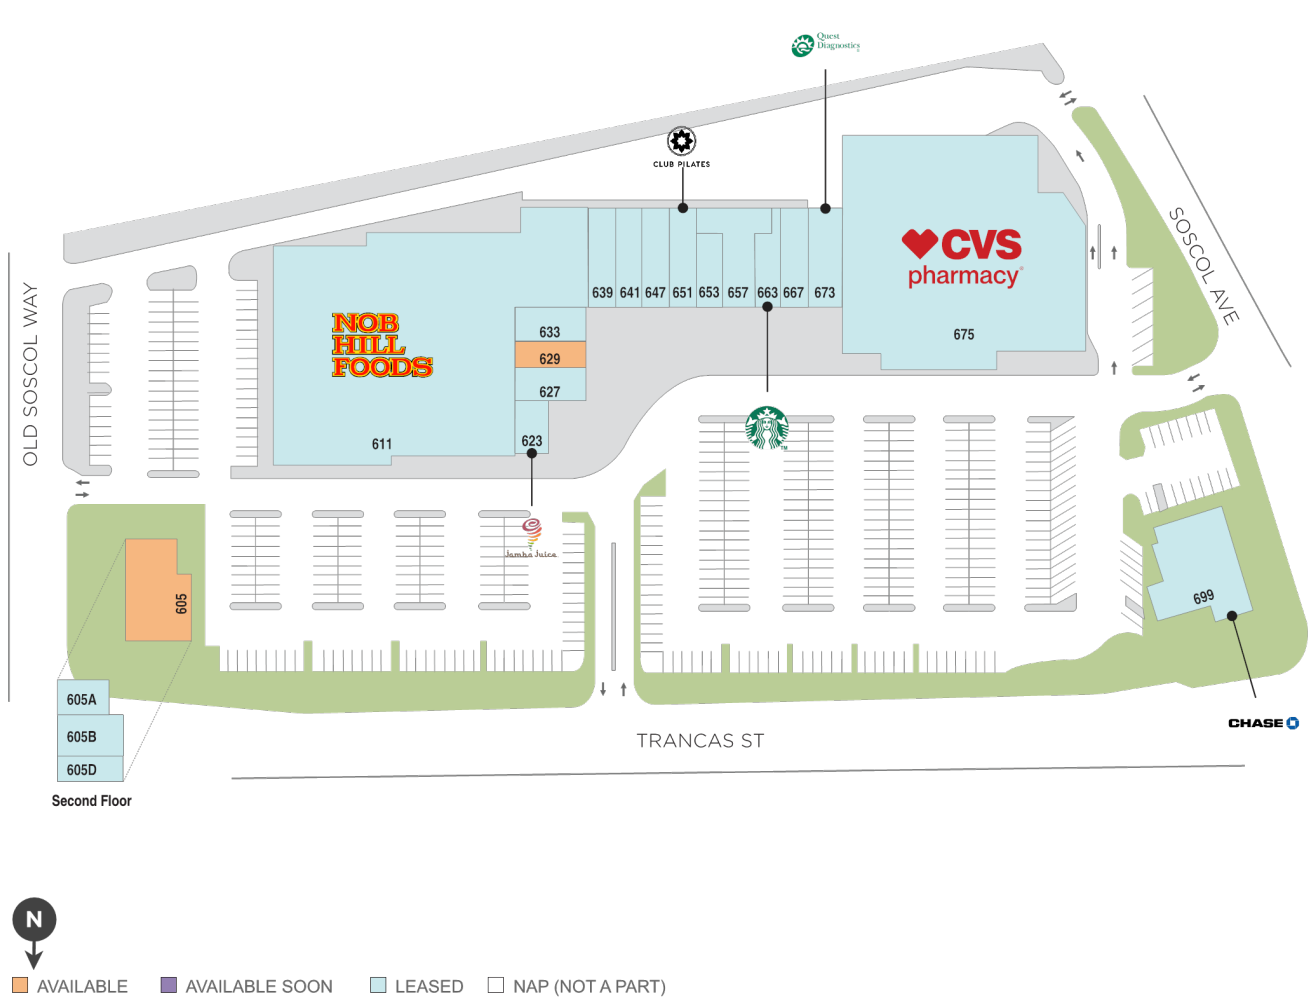 Quest
Diagnostics
CLUB PILATES
CVS
pharmacy
SOSCOL AVE
OLD SOSCOL WAY
639
641
647
651
653
657
663
667
673
675
NOB
HILL
FOODS
633
629
627
623
611
Jamba Juice
TM
605
699
CHASE
605A
605B
605D
Second Floor
TRANCAS ST
N
AVAILABLE
AVAILABLE SOON
LEASED
NAP (NOT A PART)